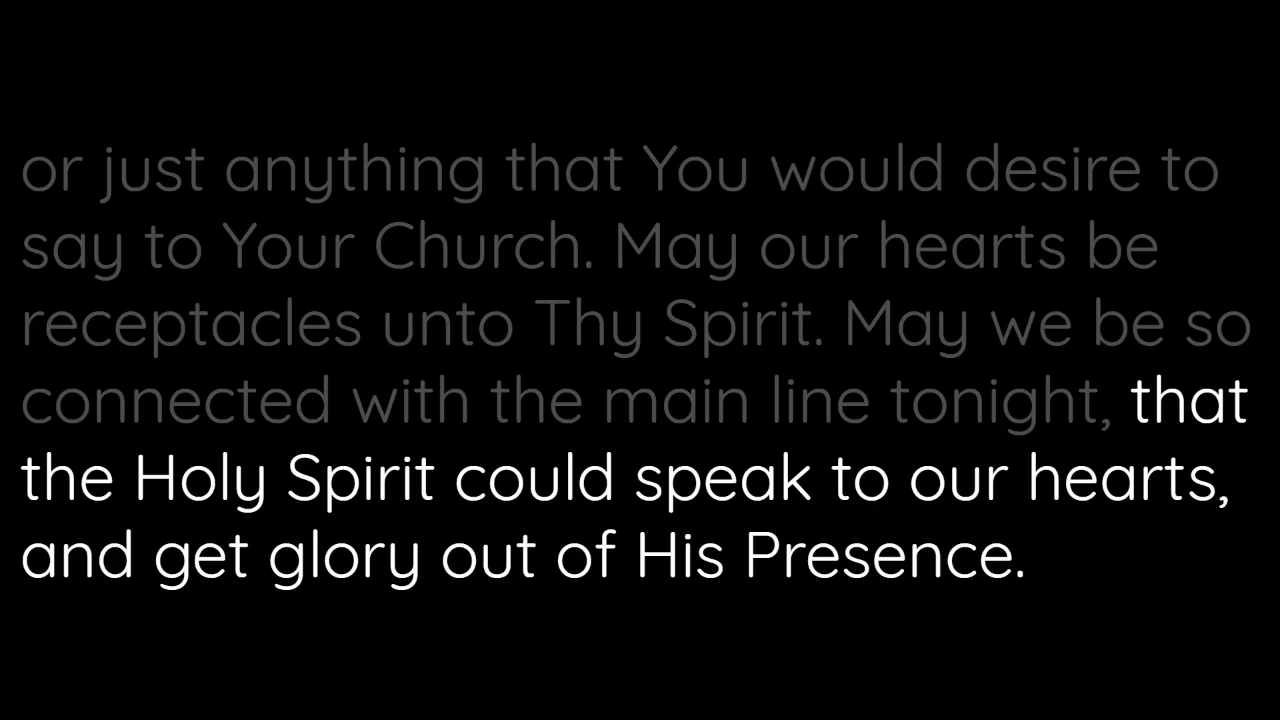 or just anything that You would desire to
say to Your Church. May our hearts be
receptacles unto Thy Spirit. May we be so
connected with the main line tonight, that
the Holy Spirit could speak to our hearts,
and get glory out of His Presence.